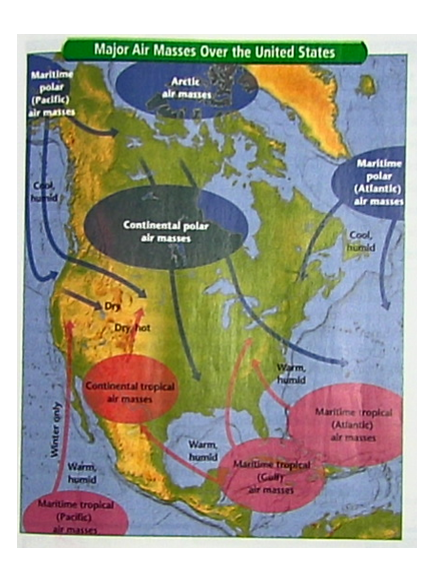 Major Air Masses Over the United States
Maritime
polar
(Pacific)
air masses
Arctic
air masses
Maritime
polar
(Atlantic)
air masses
Cool,
humid
Continental polar
air masses
Cool,
humid
Dry
Dry, hot
Warm,
humid
Continental tropical
air masses
Maritime tropical
(Atlantic)
air masses
Winter only
Warm,
humid
Warm,
humid
Maritime tropical
(Gulf)
air masses
Maritime tropical
(Pacific)
air masses